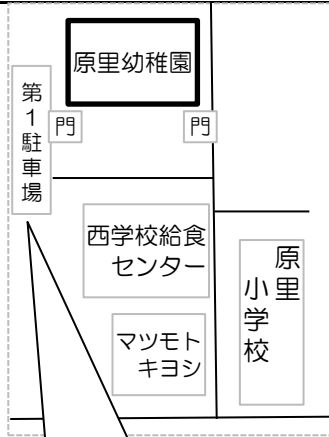 原里幼稚園
第1駐車場
門
門
西学校給食
センター
マツモト
キヨシ
原里
小学校